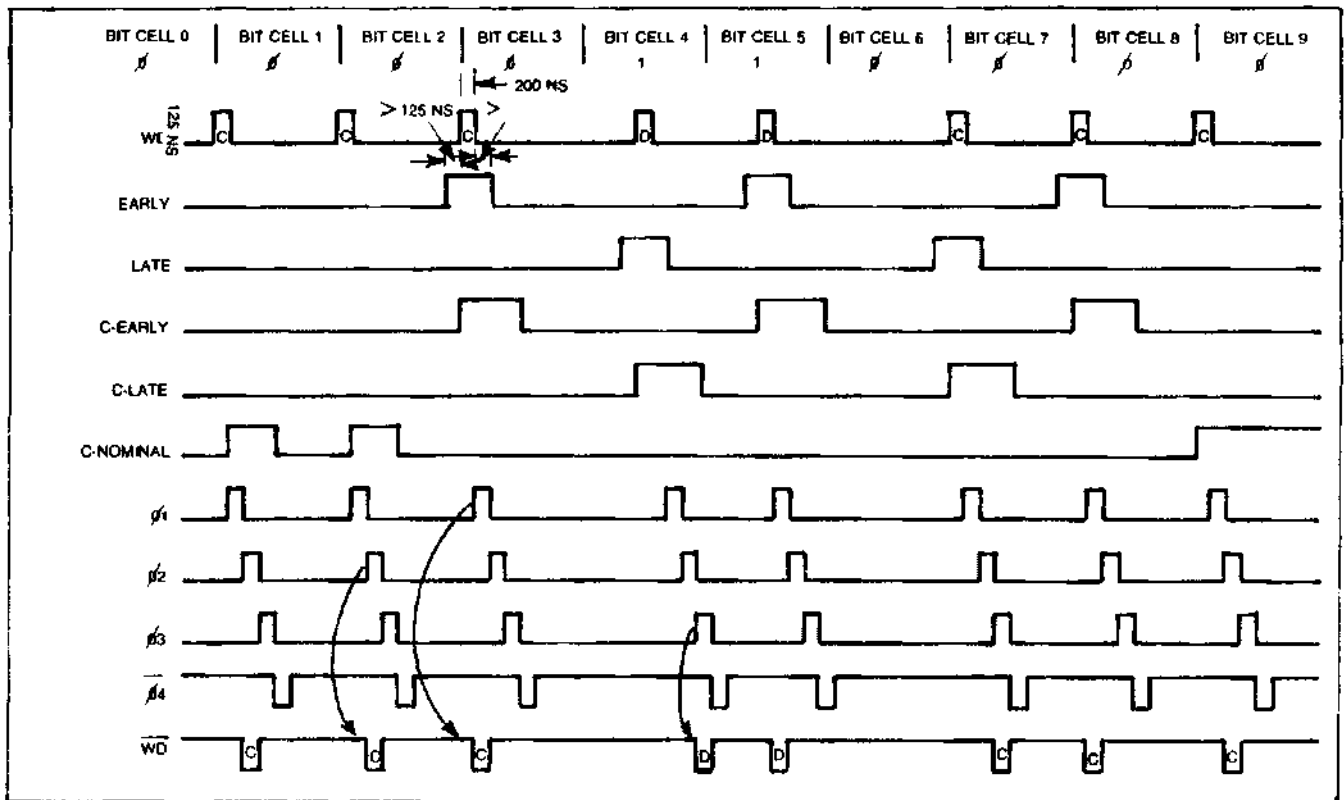 BIT CELL 0 BIT CELL 1 BIT CELL 2 BIT CELL 3 BIT CELL 4 BIT CELL 5 BIT CELL 6 BIT CELL 7 BIT CELL 8 BIT CELL 9
Ø Ø Ø Ø 1 1 Ø Ø Ø Ø
200 NS
> 125 NS >
125 NS
C C C D D C C C
EARLY
LATE
C-EARLY
C-LATE
C-NOMINAL
Ø1
Ø2
Ø3
Ø4
WD
C C C D D C C C